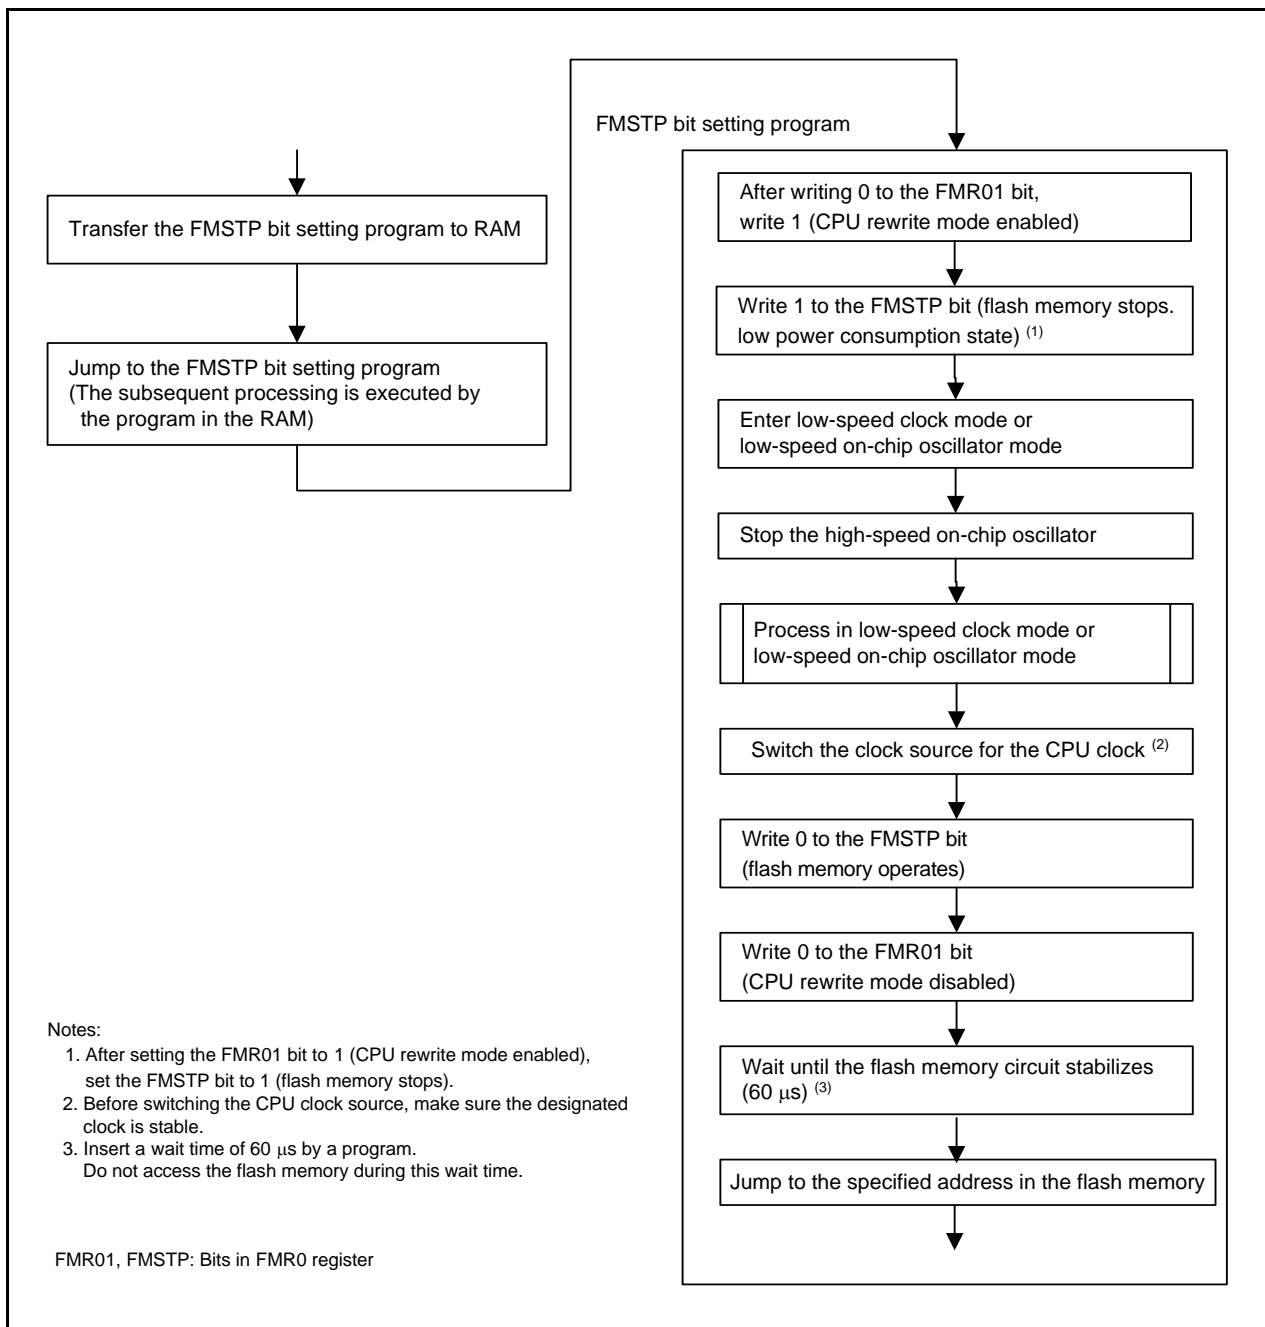 FMSTP bit setting program
Transfer the FMSTP bit setting program to RAM
Jump to the FMSTP bit setting program
(The subsequent processing is executed by
the program in the RAM)
After writing 0 to the FMR01 bit,
write 1 (CPU rewrite mode enabled)
Write 1 to the FMSTP bit (flash memory stops.
low power consumption state) (1)
Enter low-speed clock mode or
low-speed on-chip oscillator mode
Stop the high-speed on-chip oscillator
Process in low-speed clock mode or
low-speed on-chip oscillator mode
Switch the clock source for the CPU clock (2)
Write 0 to the FMSTP bit
(flash memory operates)
Write 0 to the FMR01 bit
(CPU rewrite mode disabled)
Wait until the flash memory circuit stabilizes
(60 μs) (3)
Jump to the specified address in the flash memory
Notes:
1. After setting the FMR01 bit to 1 (CPU rewrite mode enabled),
set the FMSTP bit to 1 (flash memory stops).
2. Before switching the CPU clock source, make sure the designated
clock is stable.
3. Insert a wait time of 60 μs by a program.
Do not access the flash memory during this wait time.
FMR01, FMSTP: Bits in FMR0 register